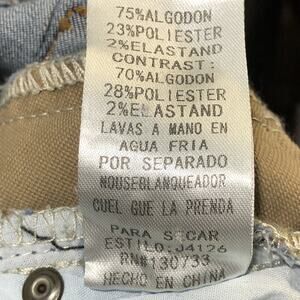 75%ALGODON
23%POLIESTER
2%ELASTAND
CONTRAST:
70%ALGODON
28%POLIESTER
2%ELASTAND
LAVAS A MANO EN
AGUA FRIA
POR SEPARADO
NOUSEBLANQUEADOR
CUEL GUE LA PRENDA
PARA SECAR
ESTILO:J4126
RN#130733
HECHO EN CHINA